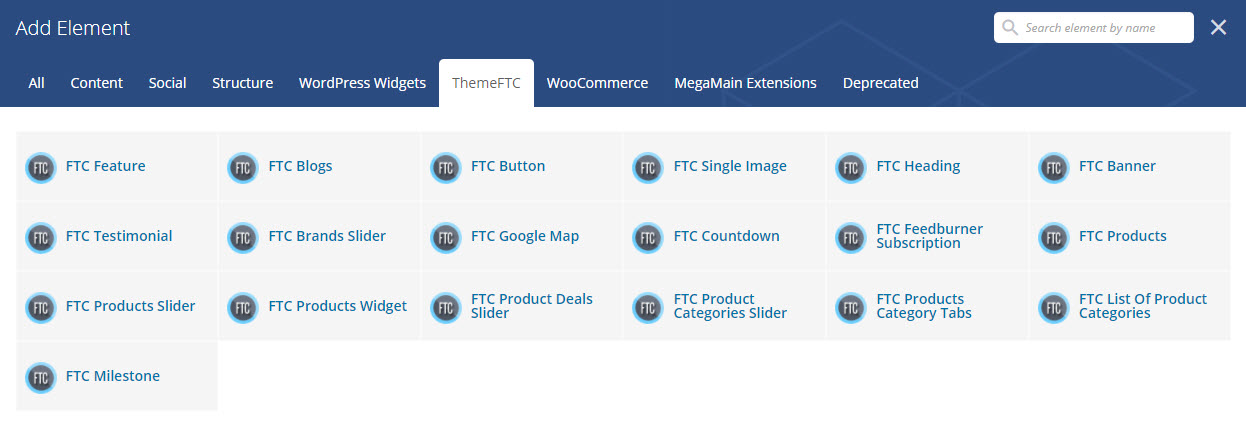 Add Element
Search element by name
All Content Social Structure WordPress Widgets ThemeFTC WooCommerce MegaMain Extensions Deprecated
FTC FTC Feature FTC FTC Blogs FTC FTC Button FTC FTC Single Image FTC FTC Heading FTC FTC Banner
FTC FTC Testimonial FTC FTC Brands Slider FTC FTC Google Map FTC FTC Countdown FTC FTC Feedburner
Subscription FTC FTC Products
FTC FTC Products Slider FTC FTC Products Widget FTC FTC Product Deals
Slider FTC FTC Product
Categories Slider FTC FTC Products
Category Tabs FTC FTC List Of Product
Categories
FTC FTC Milestone